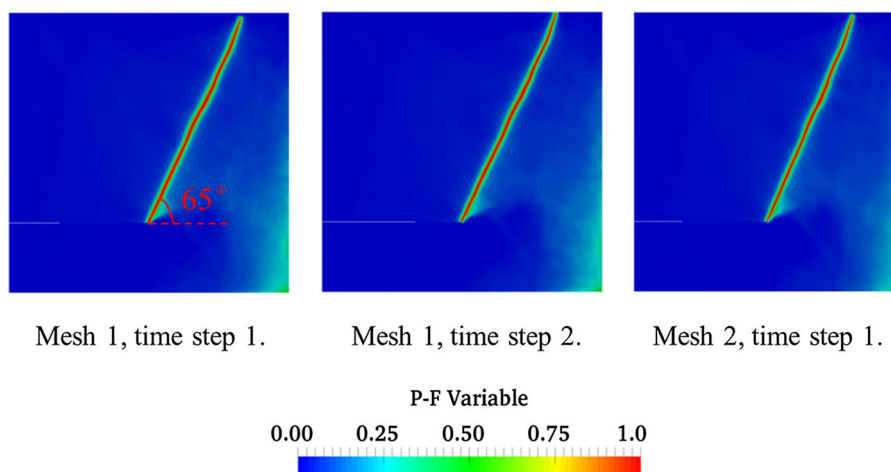 65°
Mesh 1, time step 1.
Mesh 1, time step 2.
Mesh 2, time step 1.
P-F Variable
0.00 0.25 0.50 0.75 1.0